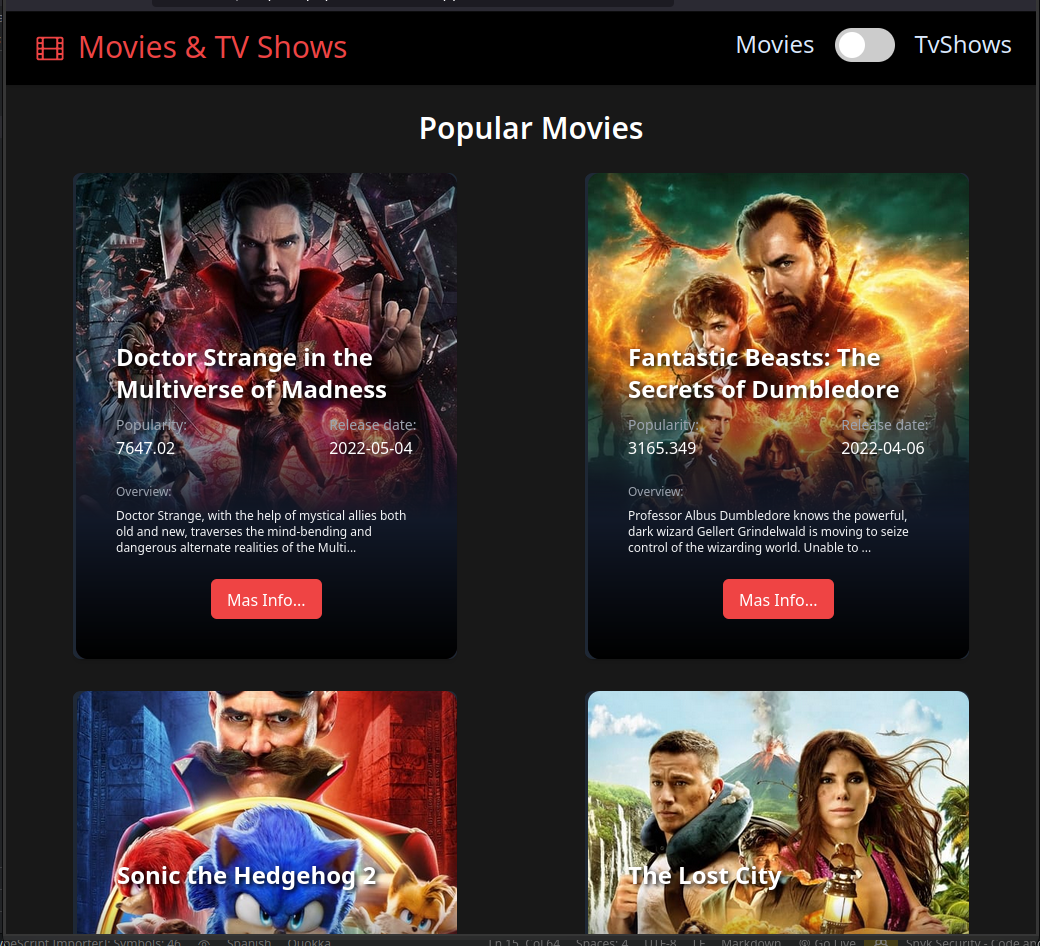 Movies & TV Shows
Movies TvShows
Popular Movies
Doctor Strange in the
Multiverse of Madness
Popularity: Release date:
7647.02 2022-05-04
Overview:
Doctor Strange, with the help of mystical allies both
old and new, traverses the mind-bending and
dangerous alternate realities of the Multi...
Mas Info...
Fantastic Beasts: The
Secrets of Dumbledore
Popularity: Release date:
3165.349 2022-04-06
Overview:
Professor Albus Dumbledore knows the powerful,
dark wizard Gellert Grindelwald is moving to seize
control of the wizarding world. Unable to ...
Mas Info...
Sonic the Hedgehog 2
The Lost City
Symbols: 46 Spanish Quokka Ln 15, Col 64 Spaces: 4 UTF-8 LF Markdown Go Live Snyk Security - Code and